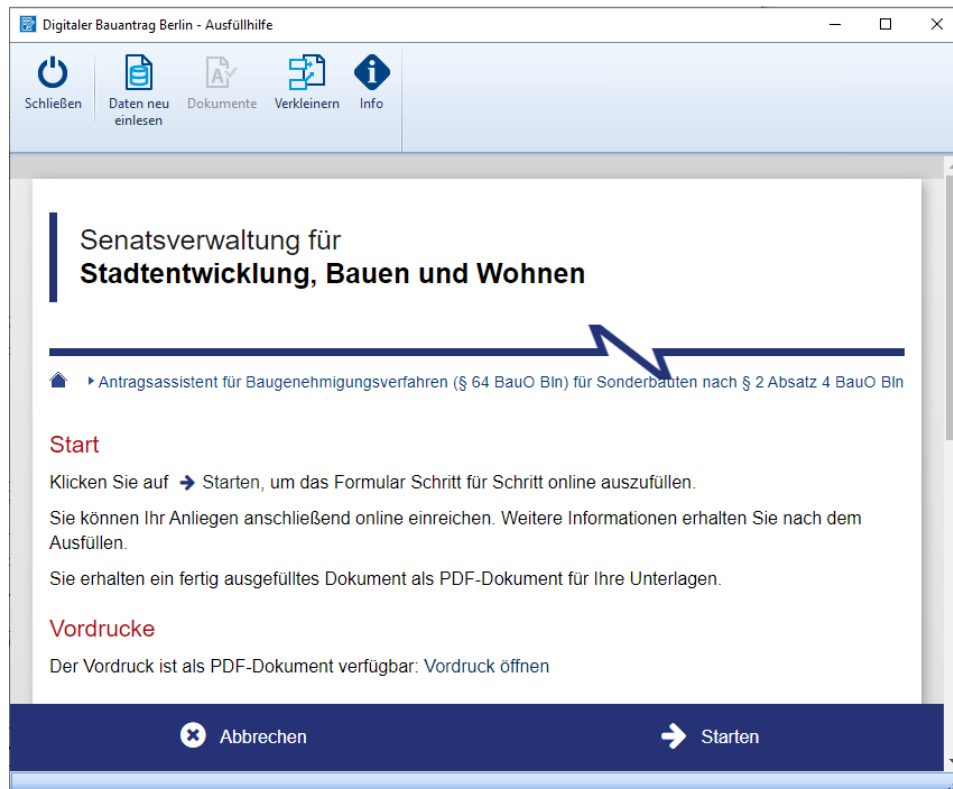 Digitaler Bauantrag Berlin - Ausfüllhilfe
Schließen
Daten neu
einlesen
Dokumente
Verkleinern
Info
Senatsverwaltung für
Stadtentwicklung, Bauen und Wohnen
Antragsassistent für Baugenehmigungsverfahren (§ 64 BauO Bln) für Sonderbauten nach § 2 Absatz 4 BauO Bln
Start
Klicken Sie auf → Starten, um das Formular Schritt für Schritt online auszufüllen.
Sie können Ihr Anliegen anschließend online einreichen. Weitere Informationen erhalten Sie nach dem
Ausfüllen.
Sie erhalten ein fertig ausgefülltes Dokument als PDF-Dokument für Ihre Unterlagen.
Vordrucke
Der Vordruck ist als PDF-Dokument verfügbar: Vordruck öffnen
Abbrechen
Starten